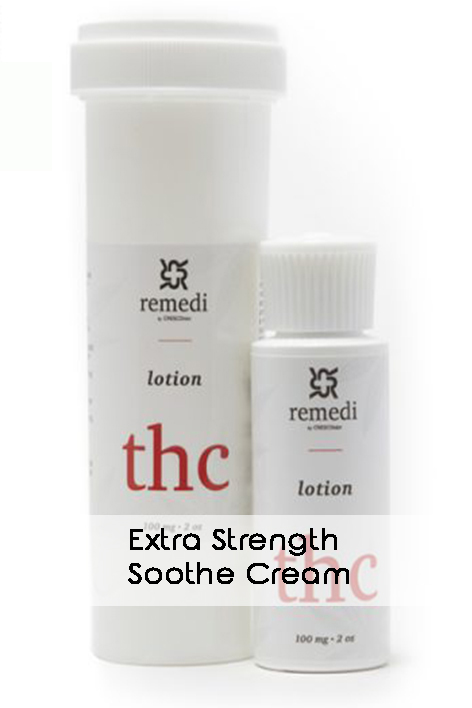 remedi
lotion
thc
100 mg • 2 oz
remedi
lotion
thc
Extra Strength
Soothe Cream
100 mg • 2 oz